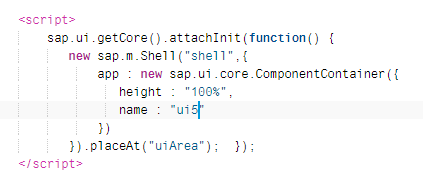 <script>
sap.ui.getCore().attachInit(function() {
new sap.m.Shell("shell",{
app : new sap.ui.core.ComponentContainer({
height : "100%",
name : "ui5"
})
}).placeAt("uiArea");  });
</script>